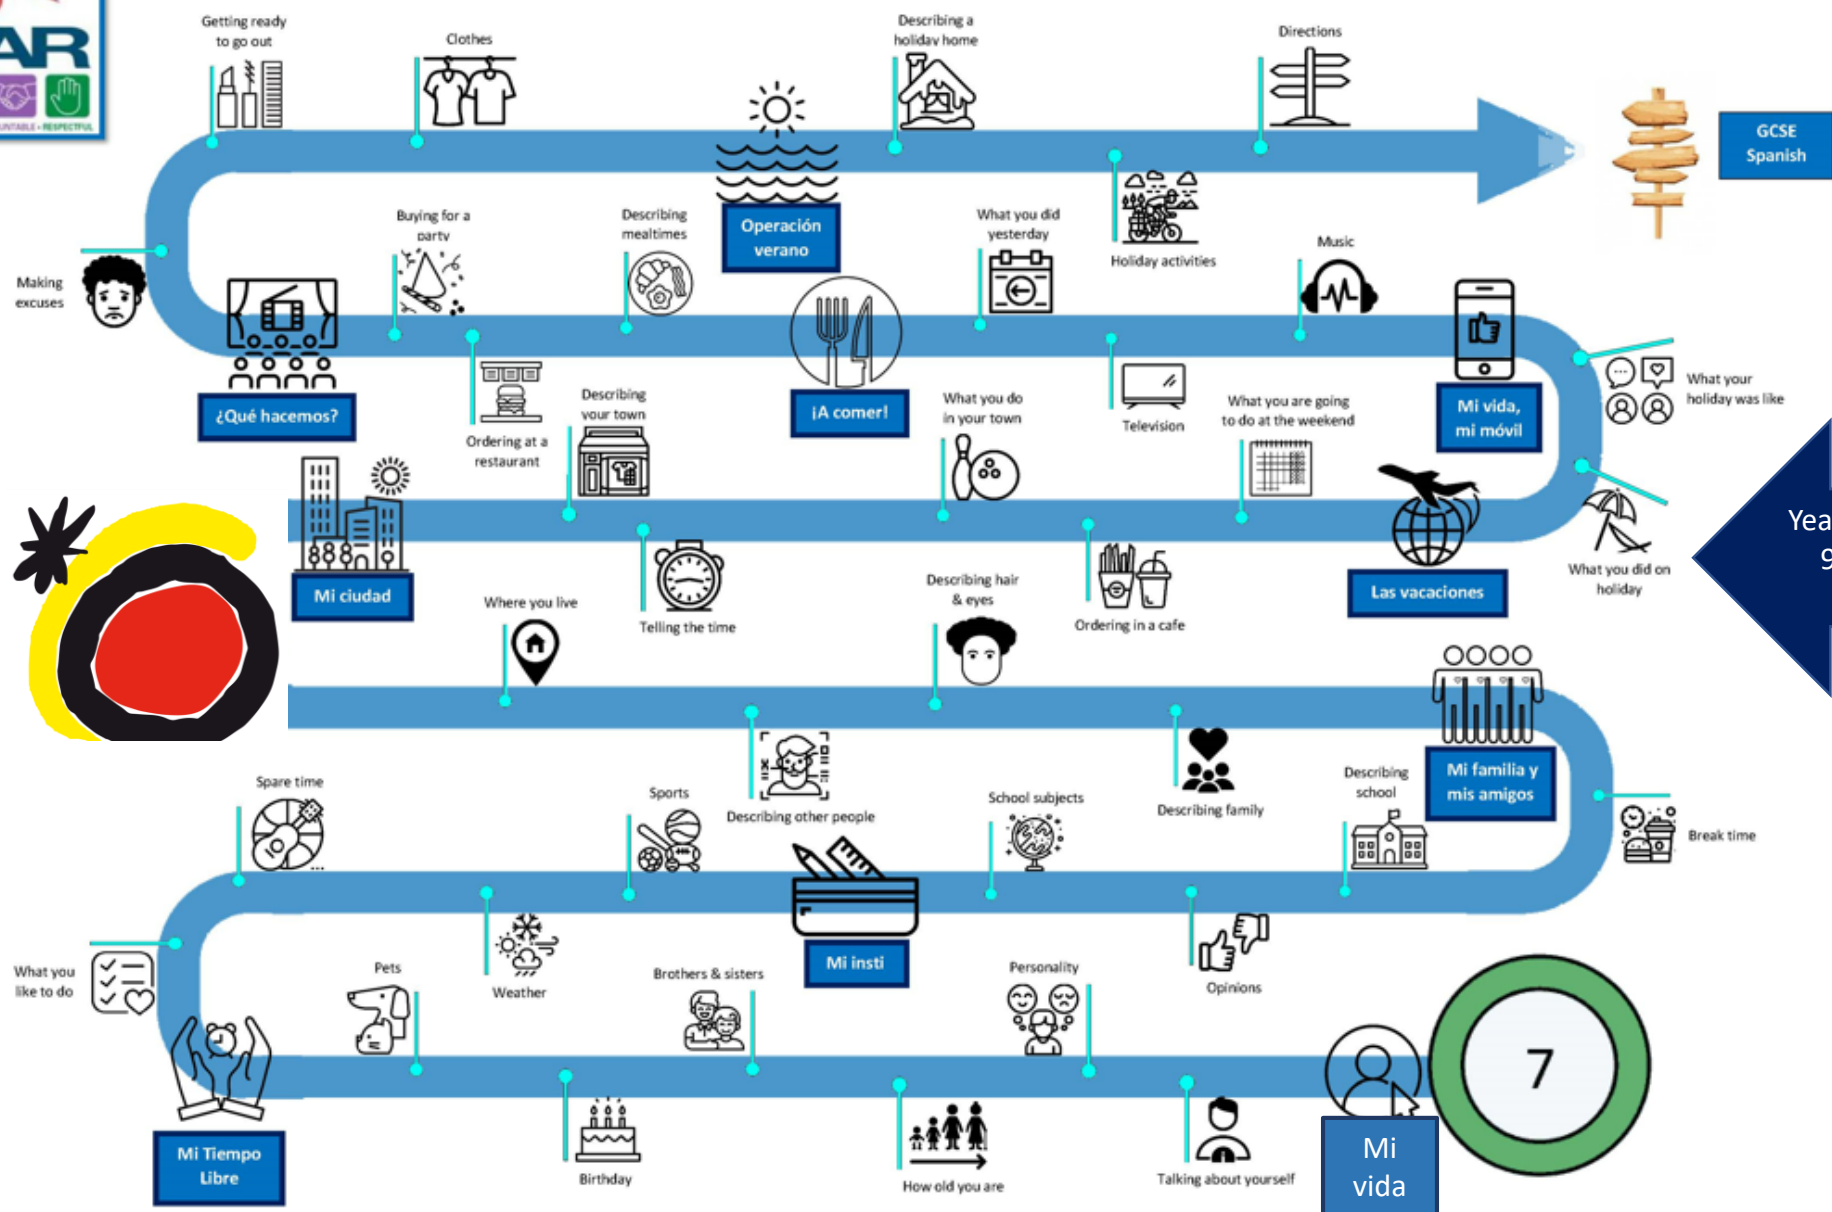 AR
UNTABLE • RESPECTFUL
Getting ready
to go out
Clothes
Describing a
holiday home
Directions
GCSE
Spanish
Operación
verano
Holiday activities
Making
excuses
Buying for a
party
Describing
mealtimes
What you did
yesterday
Music
¿Qué hacemos?
Ordering at a
restaurant
¡A comer!
Television
Mi vida,
mi móvil
What your
holiday was like
Describing
your town
What you do
in your town
What you are going
to do at the weekend
Mi ciudad
Telling the time
Ordering in a cafe
Las vacaciones
What you did on
holiday
Yea
9
Where you live
Describing hair
& eyes
Describing other people
Describing family
Mi familia y
mis amigos
Spare time
Sports
School subjects
Describing
school
Break time
What you
like to do
Weather
Mi insti
Opinions
Pets
Brothers & sisters
Personality
7
Mi Tiempo
Libre
Birthday
How old you are
Talking about yourself
Mi
vida